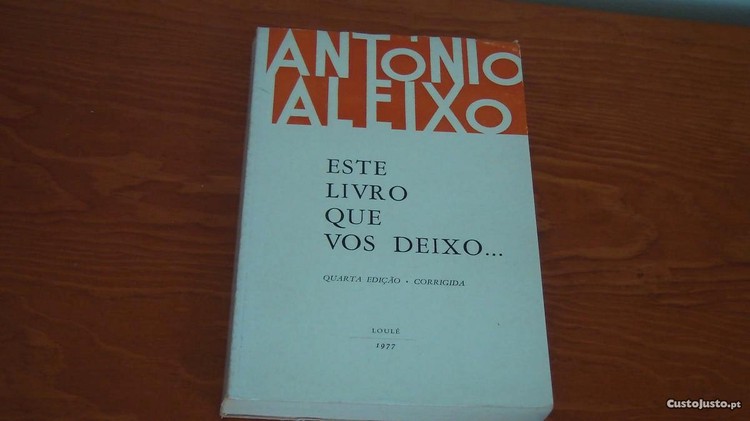 ANTÓNIO
ALEIXO
ESTE
LIVRO
QUE
VOS DEIXO...
QUARTA EDIÇÃO • CORRIGIDA
LOULÉ
1977
CustoJusto.pt